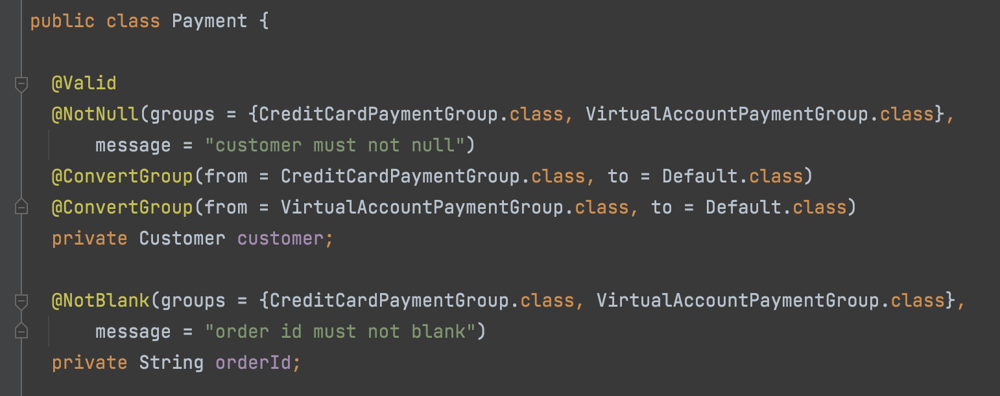 public class Payment {
@Valid
@NotNull(groups = {CreditCardPaymentGroup.class, VirtualAccountPaymentGroup.class},
message = "customer must not null")
@ConvertGroup(from = CreditCardPaymentGroup.class, to = Default.class)
@ConvertGroup(from = VirtualAccountPaymentGroup.class, to = Default.class)
private Customer customer;
@NotBlank(groups = {CreditCardPaymentGroup.class, VirtualAccountPaymentGroup.class},
message = "order id must not blank")
private String orderId;